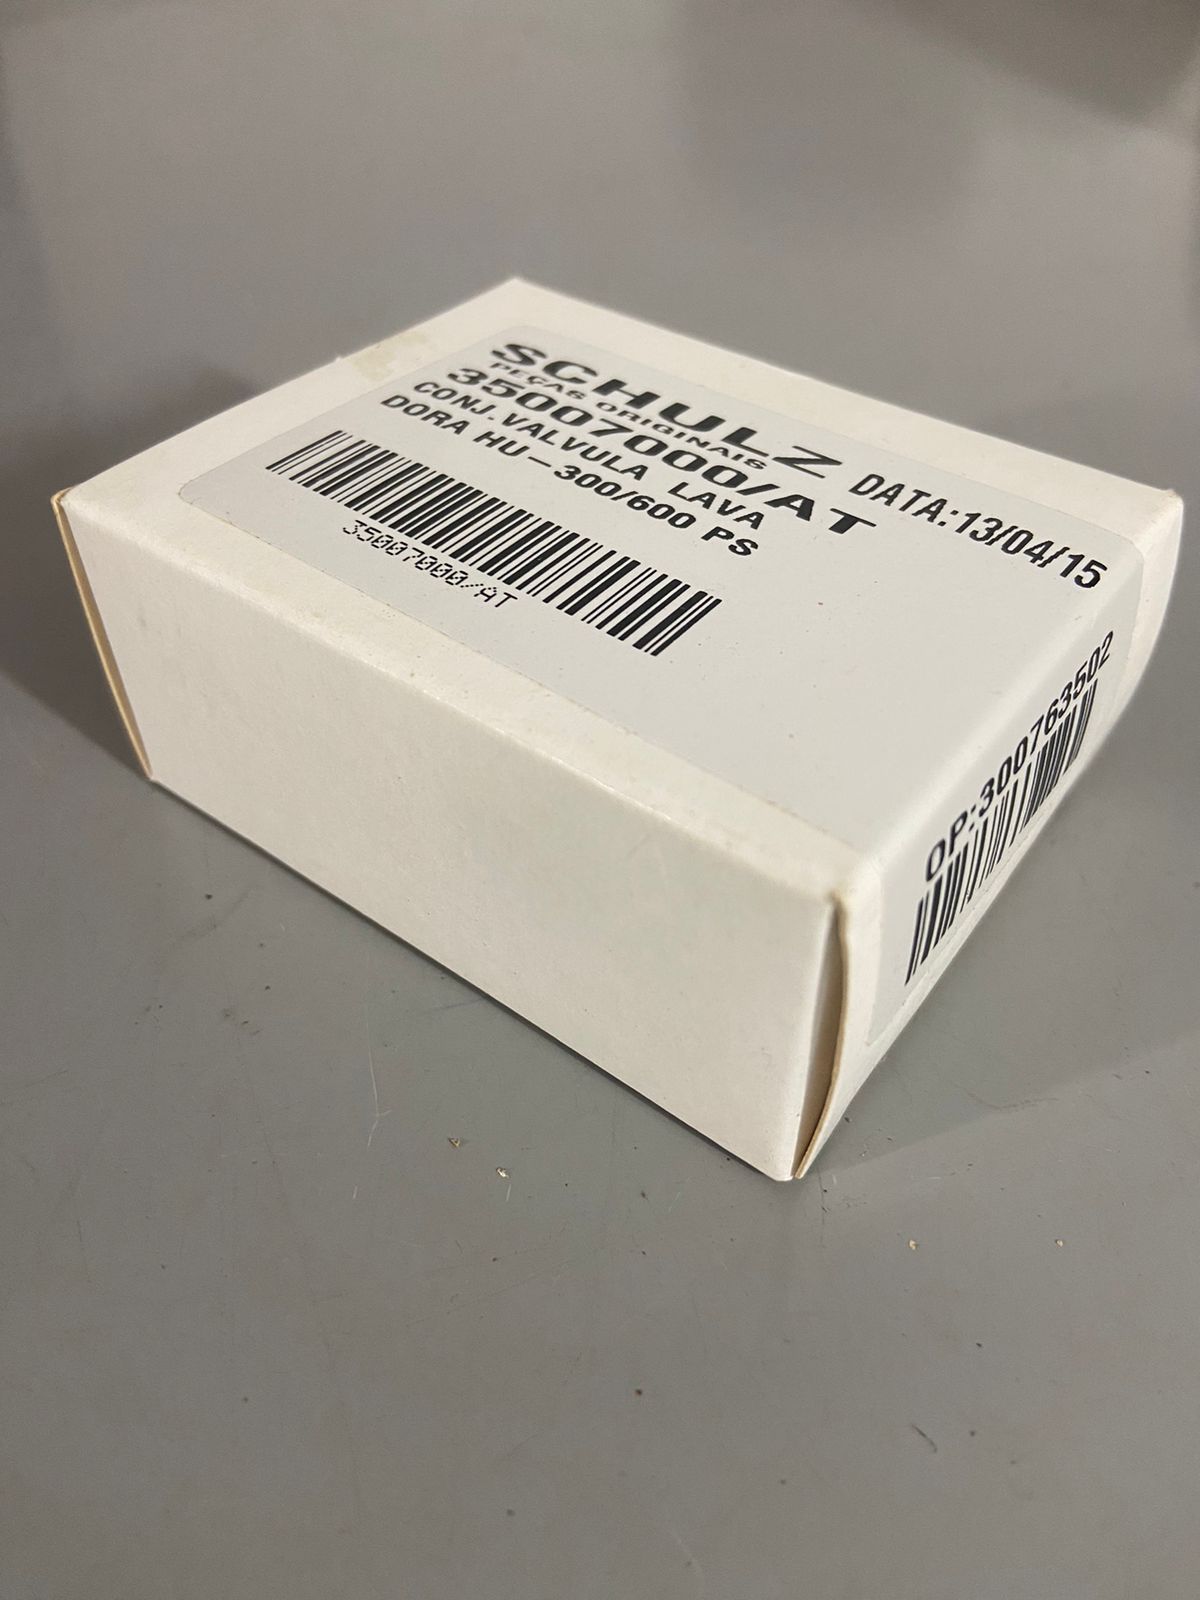 SCHULZ
PEÇAS ORIGINAIS
35007000/AT
CONJ.VALVULA LAVA
DORA HU-300/600 PS
35007000/AT
DATA:13/04/15
OP:300763502